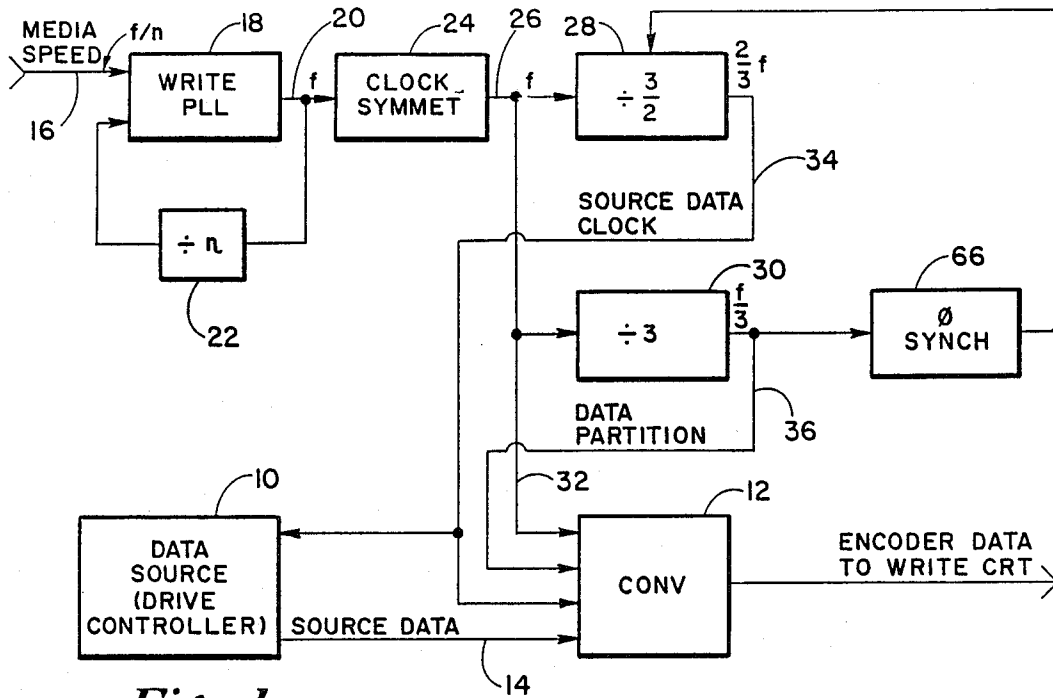 MEDIA
SPEED
f/n
16
18
WRITE
PLL
20
f
24
CLOCK
SYMMET
26
f
28
÷ 3/2
2/3 f
34
÷ n
22
SOURCE DATA
CLOCK
30
÷ 3
f/3
66
Ø
SYNCH
DATA
PARTITION
36
32
10
DATA
SOURCE
(DRIVE
CONTROLLER)
SOURCE DATA
14
12
CONV
ENCODER DATA
TO WRITE CRT